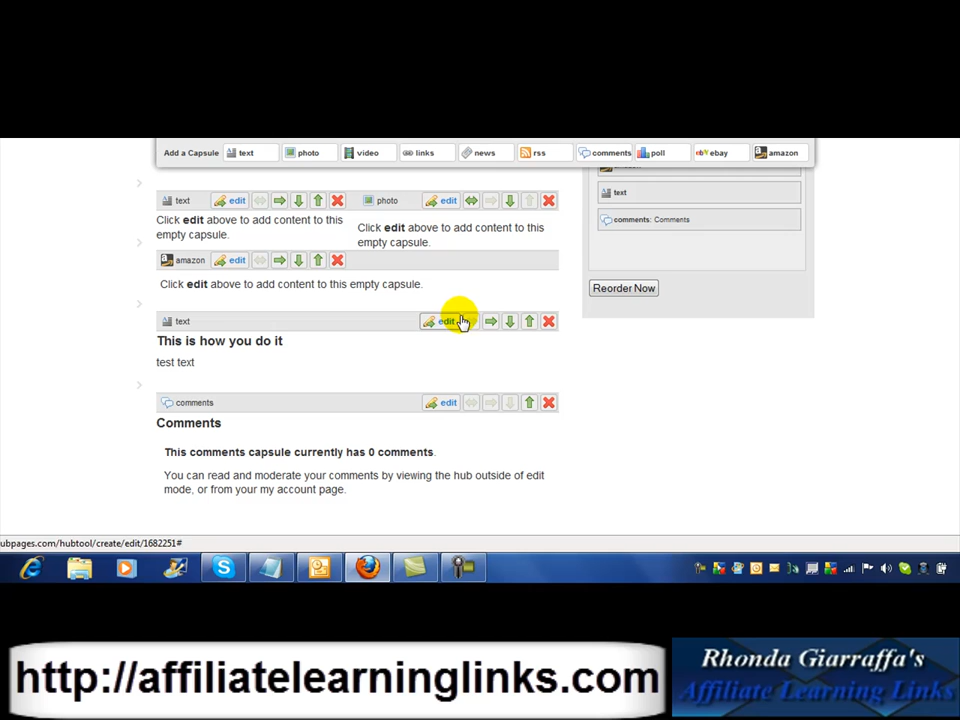 Add a Capsule text photo video links news rss comments poll ebay amazon
amazon
text
comments: Comments
Reorder Now
text edit photo edit
Click edit above to add content to this
empty capsule.
Click edit above to add content to this
empty capsule.
amazon edit
Click edit above to add content to this empty capsule.
text edit
This is how you do it
test text
comments edit
Comments
This comments capsule currently has 0 comments.
You can read and moderate your comments by viewing the hub outside of edit
mode, or from your my account page.
ubpages.com/hubtool/create/edit/1682251#
http://affiliatelearninglinks.com
Rhonda Giarraffa's
Affiliate Learning Links